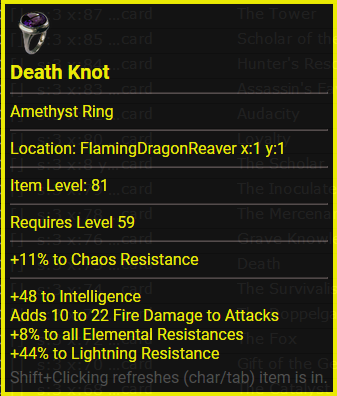 Death Knot
Amethyst Ring
Location: FlamingDragonReaver x:1 y:1
Item Level: 81
Requires Level 59
+11% to Chaos Resistance
+48 to Intelligence
Adds 10 to 22 Fire Damage to Attacks
+8% to all Elemental Resistances
+44% to Lightning Resistance
Shift+Clicking refreshes (char/tab) item is in.